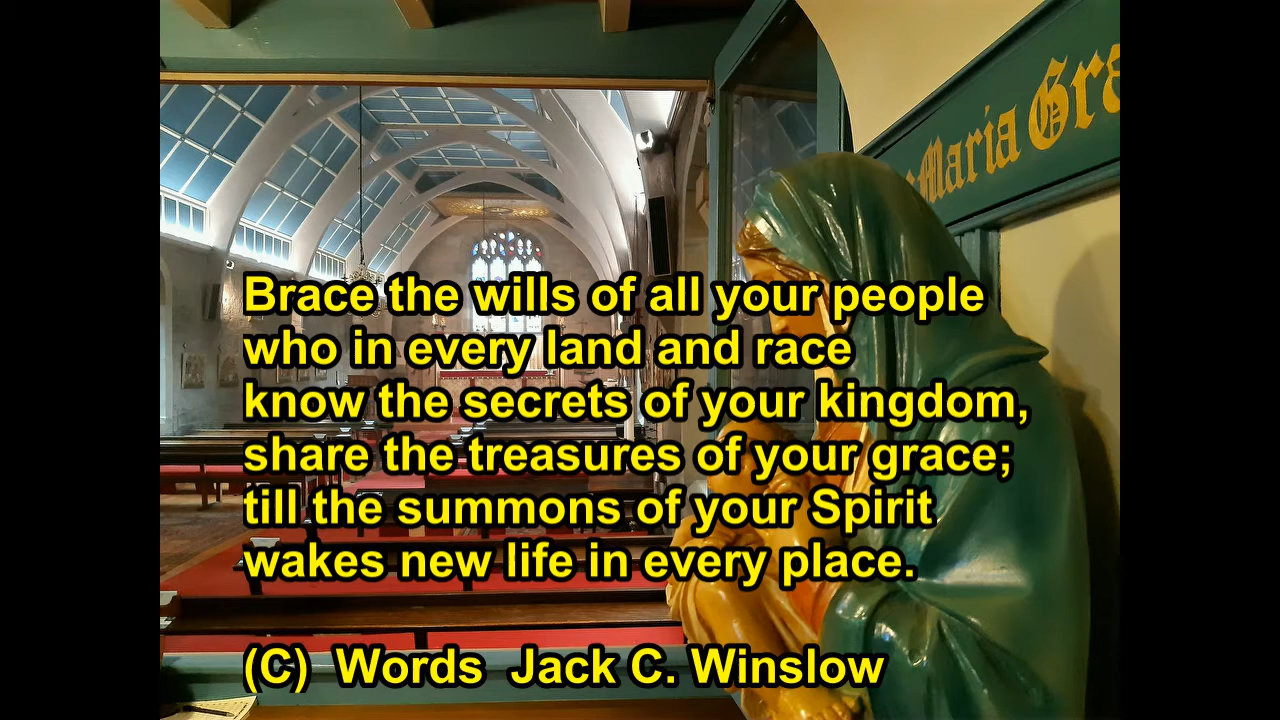 Maria Gra
Brace the wills of all your people
who in every land and race
know the secrets of your kingdom,
share the treasures of your grace;
till the summons of your Spirit
wakes new life in every place.
(C) Words Jack C. Winslow